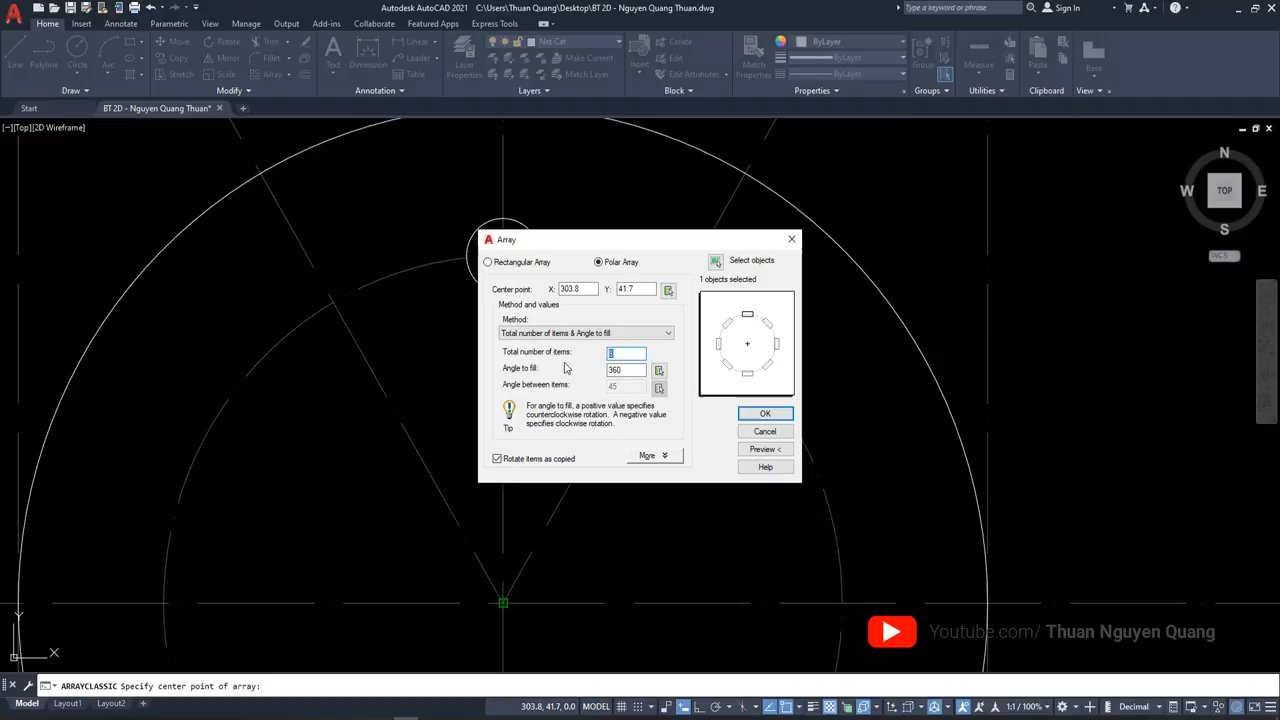 Autodesk AutoCAD 2021 C:\Users\Thuan Quang\Desktop\BT 2D - Nguyen Quang Thuan.dwg
Type a keyword or phrase
Sign In
Home Insert Annotate Parametric View Manage Output Add-ins Collaborate Featured Apps Express Tools
Line Polyline Circle Arc
Move Rotate Trim
Copy Mirror Fillet
Stretch Scale Array
Text Dimension
Linear
Leader
Table
Layer
Properties
Net Cat
Make Current
Match Layer
Insert
Create
Edit
Edit Attributes
Match
Properties
ByLayer
ByLayer
ByLayer
Group
Measure
Paste
Base
Draw Modify Annotation Layers Block Properties Groups Utilities Clipboard View
Start BT 2D - Nguyen Quang Thuan*
[−][Top][2D Wireframe]
N
W TOP E
S
WCS
Array
Rectangular Array Polar Array Select objects
1 objects selected
Center point: X: 303.8 Y: 41.7
Method and values
Method:
Total number of items & Angle to fill
Total number of items:
Angle to fill: 360
Angle between items: 45
For angle to fill, a positive value specifies
counterclockwise rotation. A negative value
specifies clockwise rotation.
Tip
Rotate items as copied More
OK
Cancel
Preview <
Help
Youtube.com/ Thuan Nguyen Quang
Y
X
ARRAYCLASSIC Specify center point of array:
Model Layout1 Layout2
303.8, 41.7, 0.0 MODEL
1:1 / 100%
Decimal